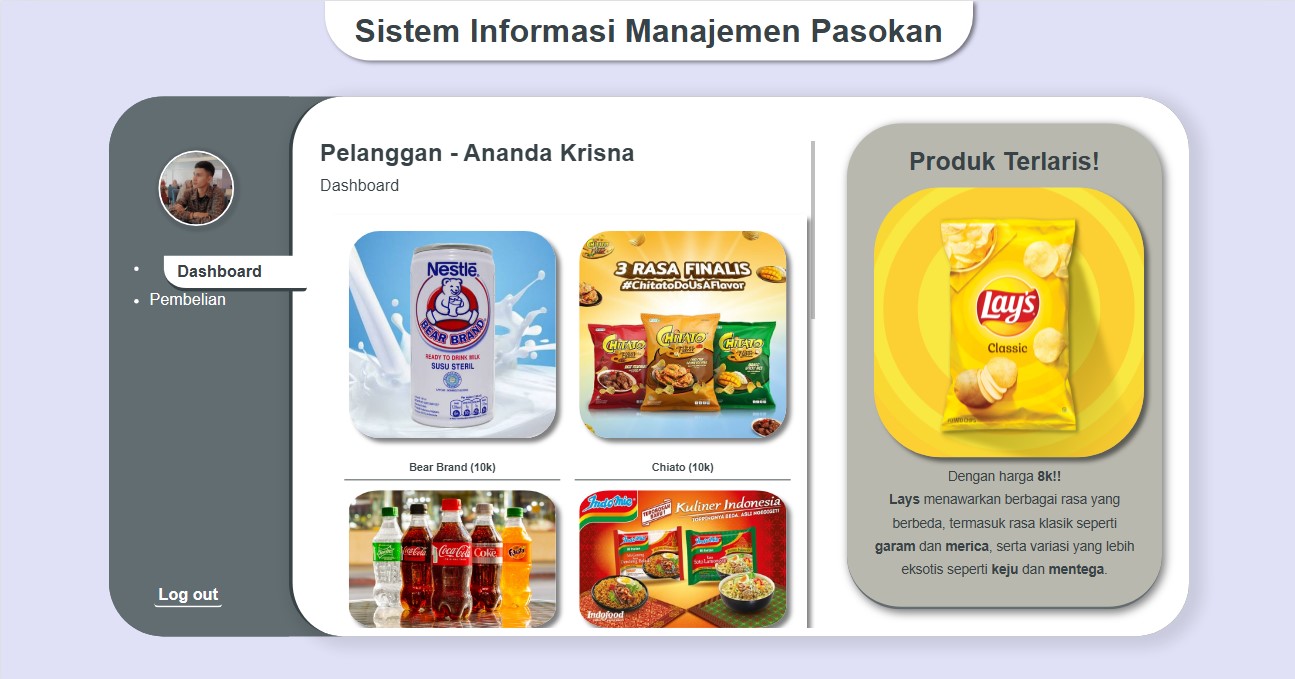 Sistem Informasi Manajemen Pasokan
Dashboard
Pembelian
Log out
Pelanggan - Ananda Krisna
Dashboard
Nestlé
BEAR BRAND
READY TO DRINK MILK
SUSU STERIL
Bear Brand (10k)
3 RASA FINALIS
#ChitatoDoUsAFlavor
CHITATO
CHITATO
CHITATO
Chiato (10k)
Coca-Cola
Coke
Indomie
Kuliner Indonesia
Indofood
Produk Terlaris!
Lay's
Classic
Dengan harga 8k!!
Lays menawarkan berbagai rasa yang
berbeda, termasuk rasa klasik seperti
garam dan merica, serta variasi yang lebih
eksotis seperti keju dan mentega.